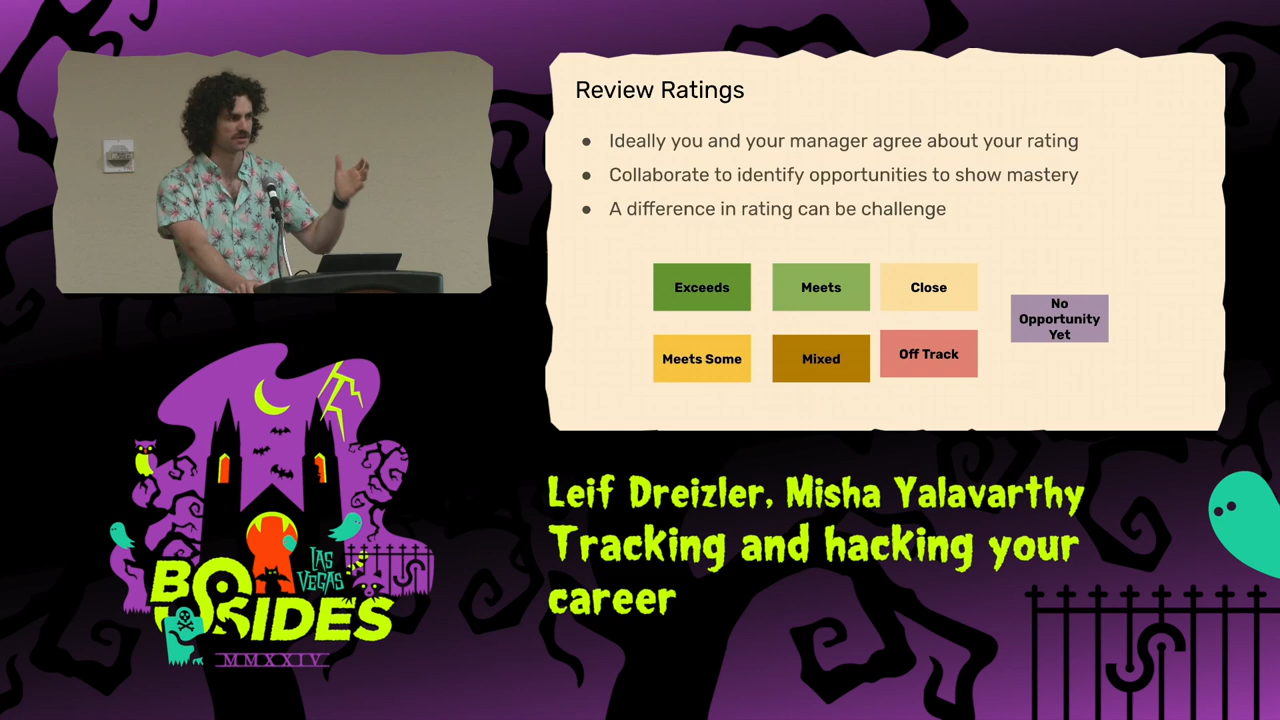 Review Ratings
● Ideally you and your manager agree about your rating
● Collaborate to identify opportunities to show mastery
● A difference in rating can be challenge
Exceeds
Meets
Close
No
Opportunity
Yet
Meets Some
Mixed
Off Track
Leif Dreizler, Misha Yalavarthy
Tracking and hacking your
career
LAS
VEGAS
BSIDES
MMXXIV